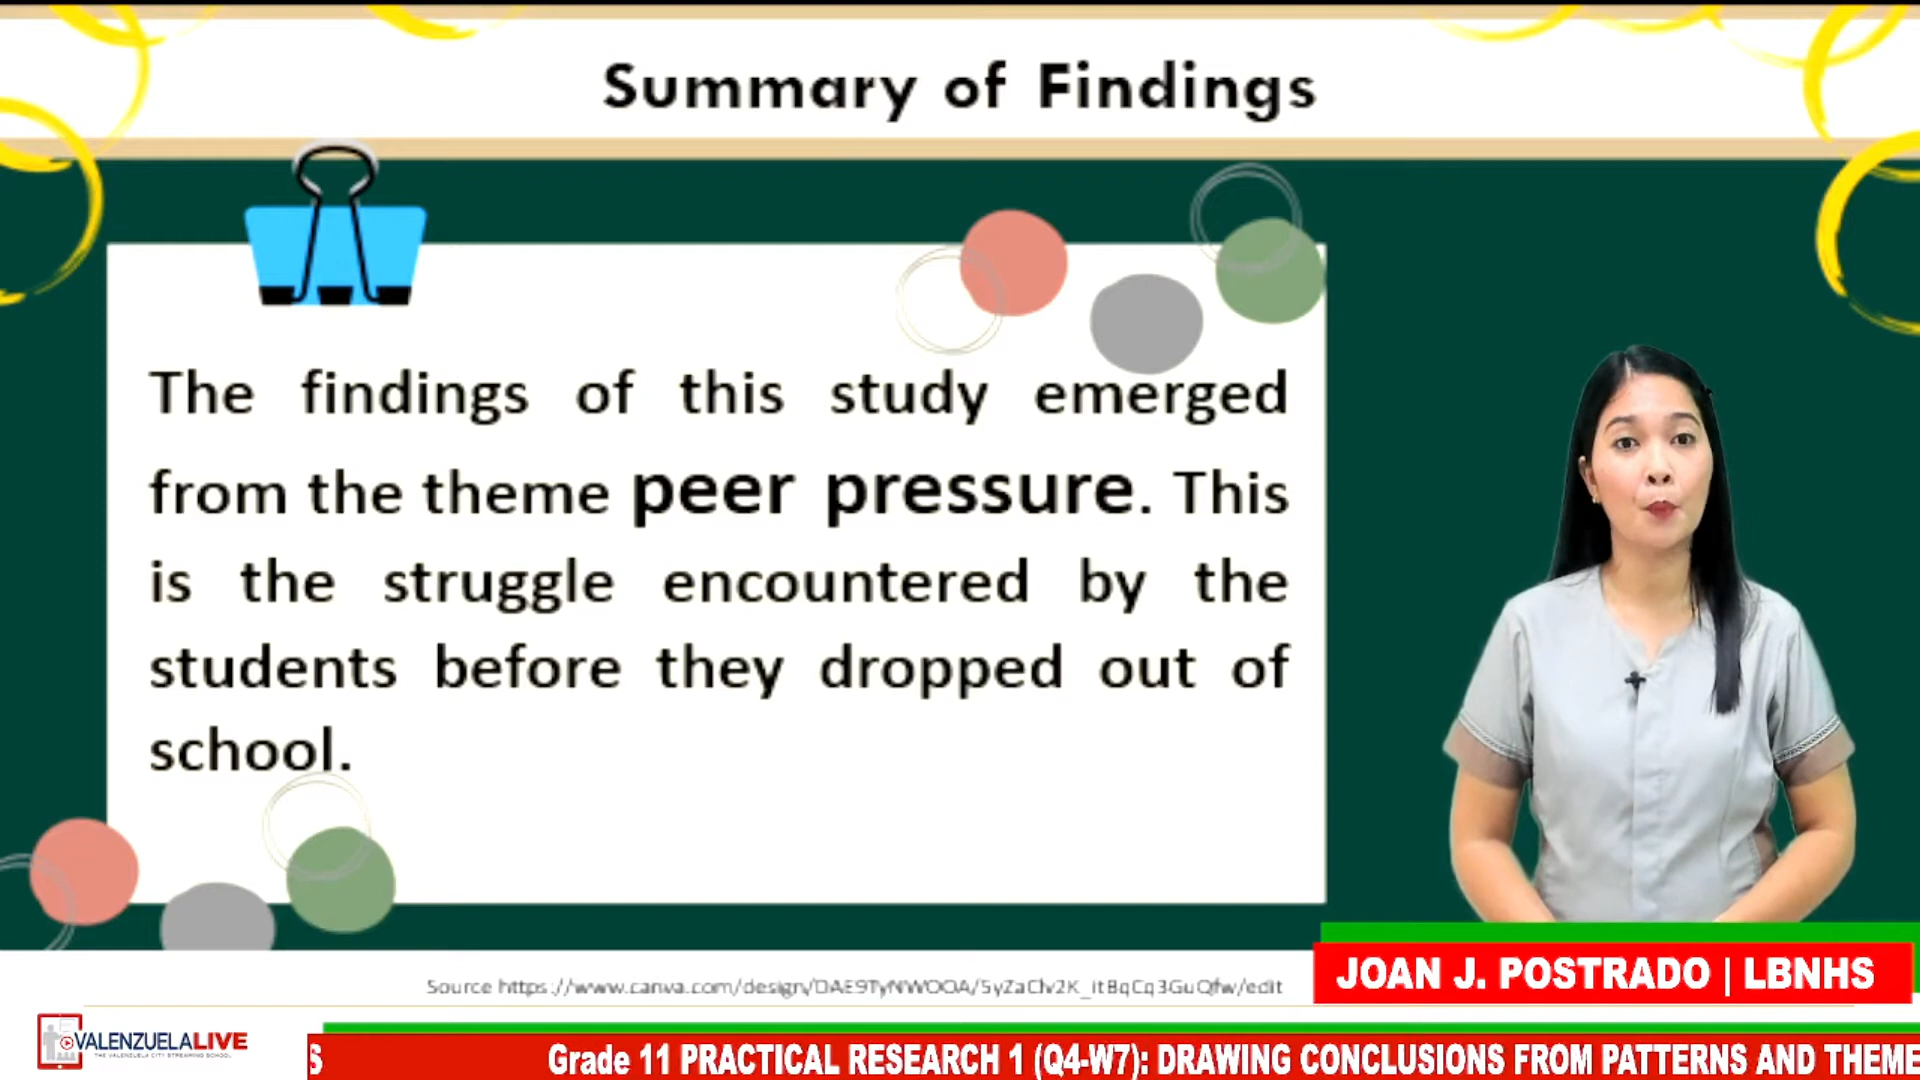 Summary of Findings
The findings of this study emerged
from the theme peer pressure. This
is the struggle encountered by the
students before they dropped out of
school.
JOAN J. POSTRADO | LBNHS
Source https://www.canva.com/design/DAE9TyNWOOA/5yZaClv2K_itBqCq3GuQfw/edit
VALENZUELALIVE
THE VALENZUELA CITY STREAMING SCHOOL
S Grade 11 PRACTICAL RESEARCH 1 (Q4-W7): DRAWING CONCLUSIONS FROM PATTERNS AND THEME